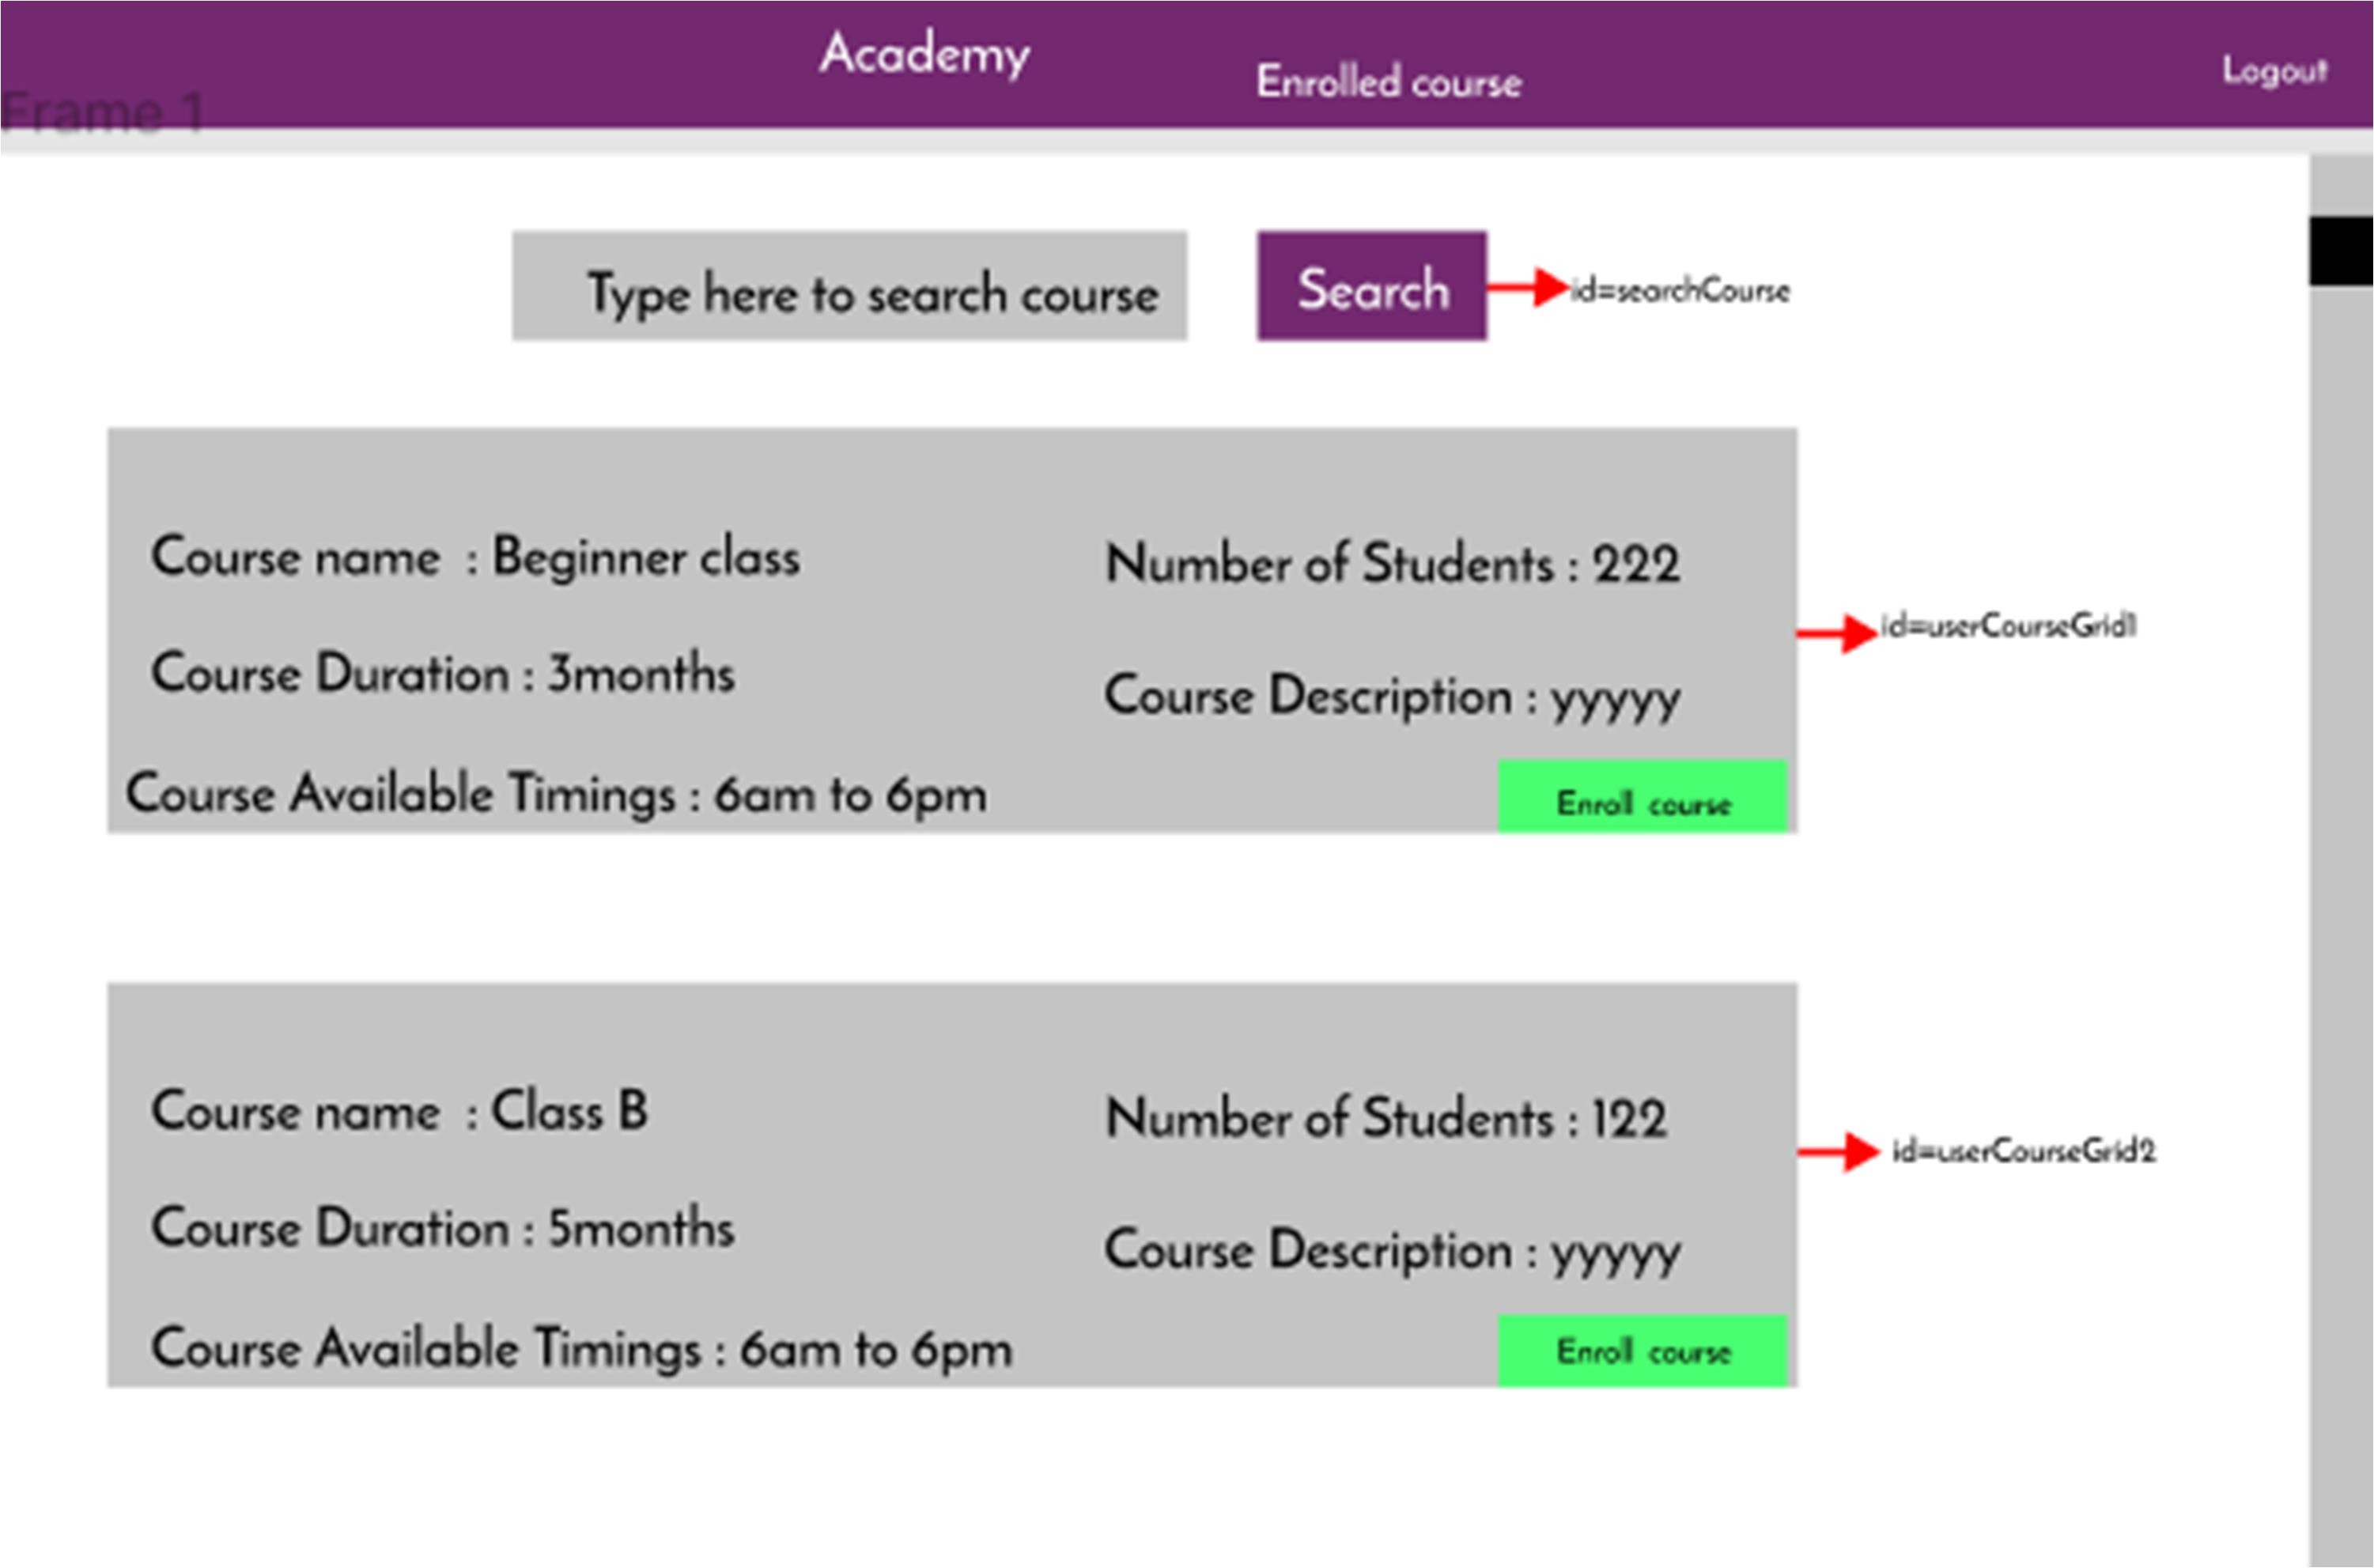 Academy
Enrolled course
Logout
Frame 1
Type here to search course
Search
id=searchCourse
Course name : Beginner class
Number of Students : 222
id=userCourseGrid1
Course Duration : 3months
Course Description : yyyyy
Course Available Timings : 6am to 6pm
Enroll course
Course name : Class B
Number of Students : 122
id=userCourseGrid2
Course Duration : 5months
Course Description : yyyyy
Course Available Timings : 6am to 6pm
Enroll course